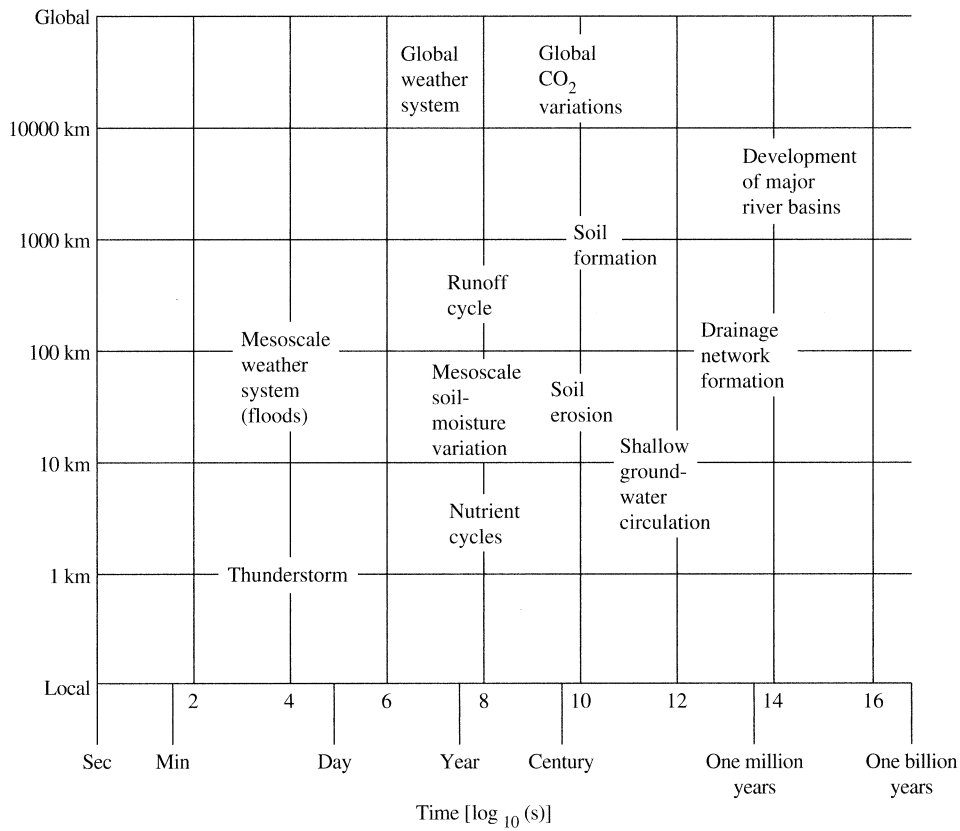 Global
Global
weather
system
Global
CO2
variations
10000 km
Development
of major
river basins
1000 km
Soil
formation
Runoff
cycle
Mesoscale
weather
system
(floods)
100 km
Drainage
network
formation
Mesoscale
soil-
moisture
variation
Soil
erosion
10 km
Shallow
ground-
water
circulation
Nutrient
cycles
1 km
Thunderstorm
Local
2 4 6 8 10 12 14 16
Sec Min Day Year Century One million One billion
years years
Time [log 10 (s)]